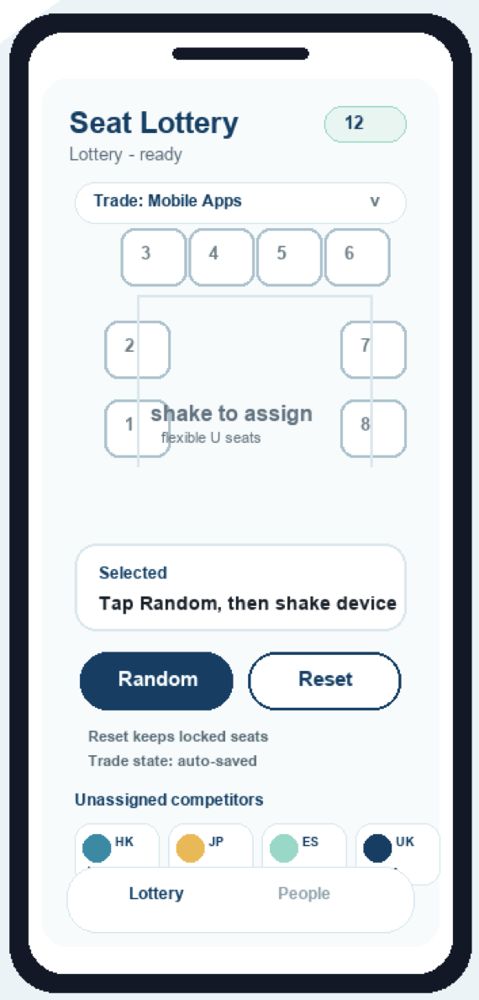 Seat Lottery
12
Lottery - ready
Trade: Mobile Apps v
3 4 5 6
2 7
1 shake to assign 8
flexible U seats
Selected
Tap Random, then shake device
Random Reset
Reset keeps locked seats
Trade state: auto-saved
Unassigned competitors
HK JP ES UK
Lottery People